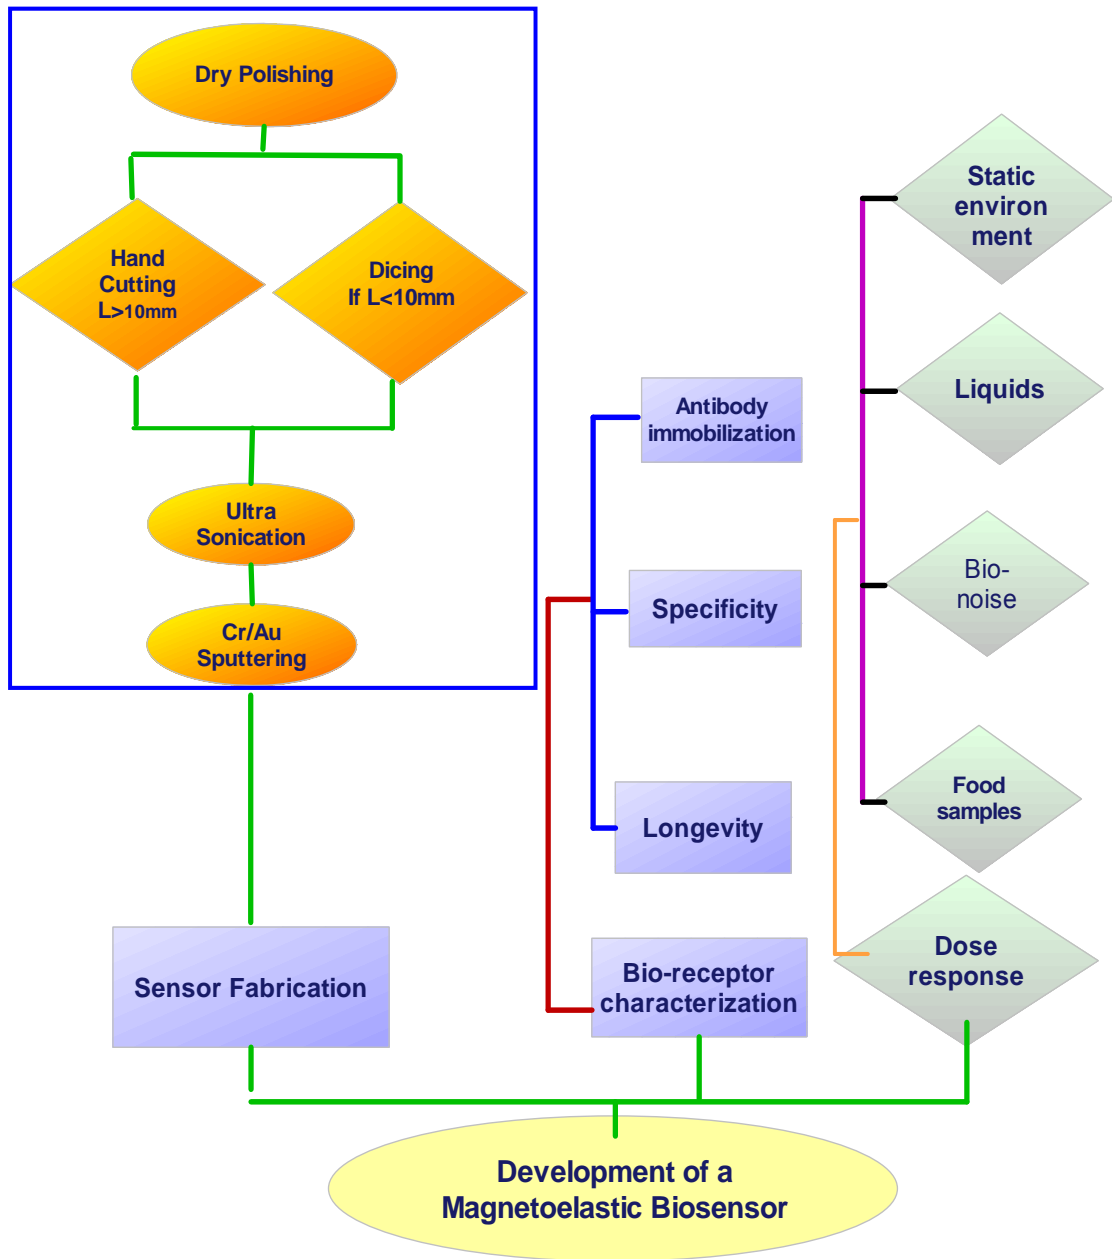 Dry Polishing
Hand
Cutting
L>10mm
Dicing
If L<10mm
Ultra
Sonication
Cr/Au
Sputtering
Sensor Fabrication
Antibody
immobilization
Specificity
Longevity
Bio-receptor
characterization
Static
environ
ment
Liquids
Bio-
noise
Food
samples
Dose
response
Development of a
Magnetoelastic Biosensor